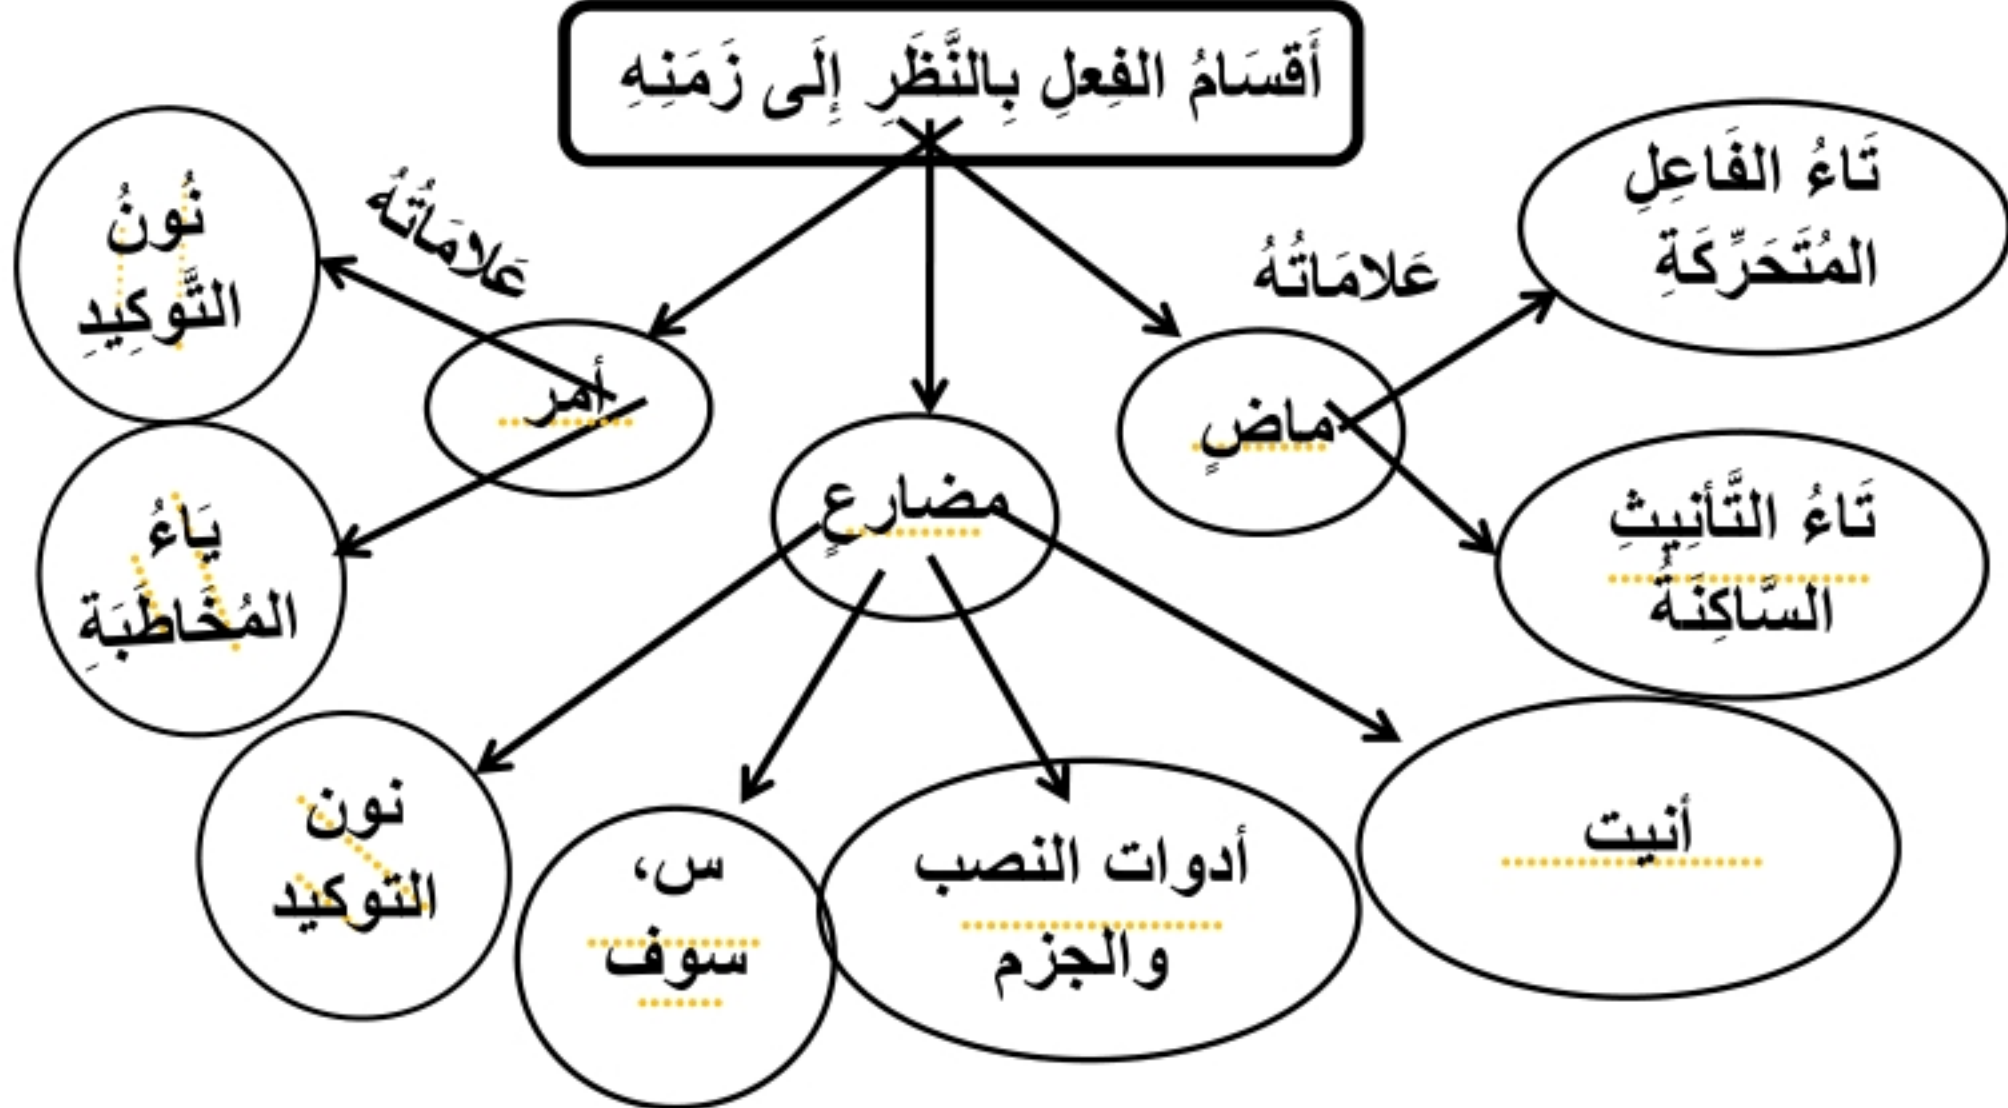 أَقسَامُ الفِعلِ بِالنَّظَرِ إِلَى زَمَنِهِ
عَلامَاتُهُ
تَاءُ الفَاعِلِ
المُتَحَرِّكَةِ
ماضٍ
تَاءُ التَّأنِيثِ
السَّاكِنَةُ
مضارعٍ
أنيت
أدوات النصب
والجزم
س،
سوف
نون
التوكيد
أمر
عَلامَاتُهُ
نُونُ
التَّوكِيدِ
يَاءُ
المُخَاطَبَةِ